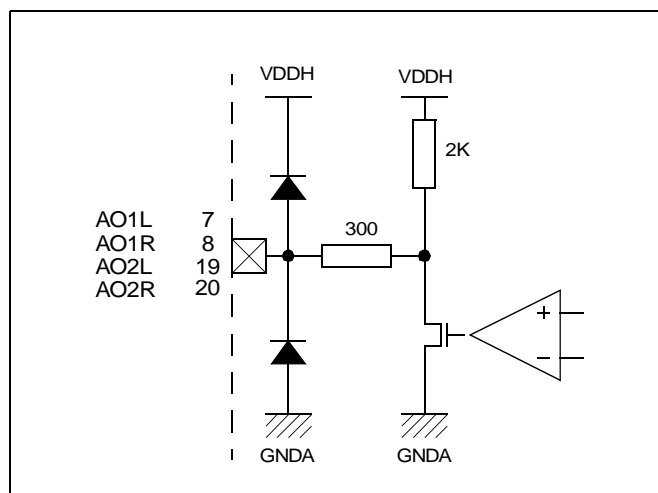 VDDH VDDH
2K
300
AO1L 7
AO1R 8
AO2L 19
AO2R 20
+
−
GNDA GNDA